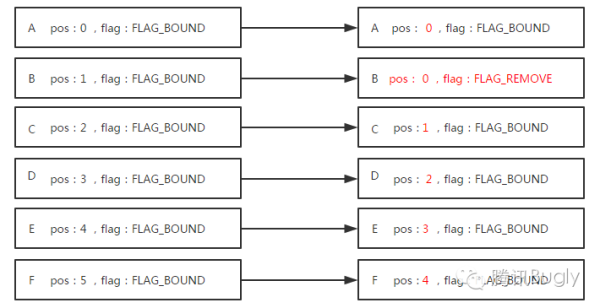 A pos：0 ，flag：FLAG_BOUND
A pos： 0，flag：FLAG_BOUND
B pos：1 ，flag：FLAG_BOUND
B pos： 0 ，flag：FLAG_REMOVE
C pos：2 ，flag：FLAG_BOUND
C pos：1 ，flag：FLAG_BOUND
D pos：3 ，flag：FLAG_BOUND
D pos： 2 ，flag：FLAG_BOUND
E pos：4 ，flag：FLAG_BOUND
E pos：3 ，flag：FLAG_BOUND
F pos：5 ，flag：FLAG_BOUND
F pos：4 ，flag：FLAG_BOUND
腾讯Bugly